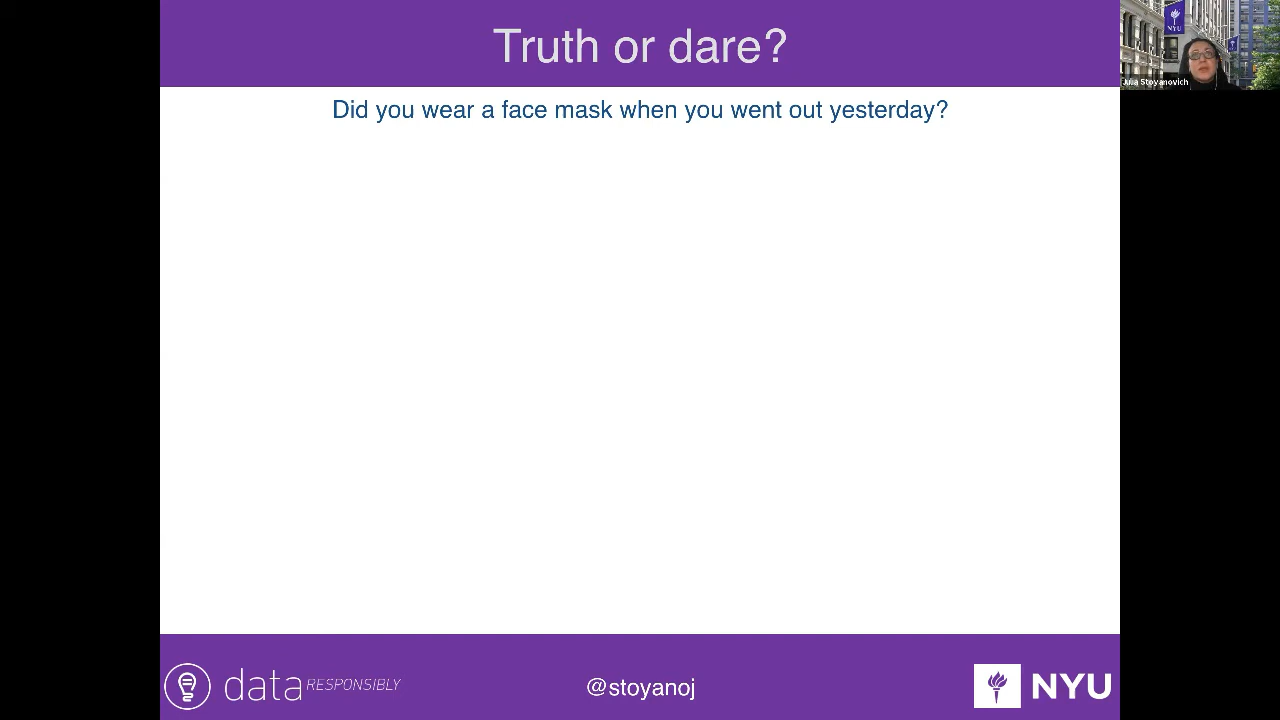 Truth or dare?
Did you wear a face mask when you went out yesterday?
NYU
Julia Stoyanovich
data RESPONSIBLY
@stoyanoj
NYU